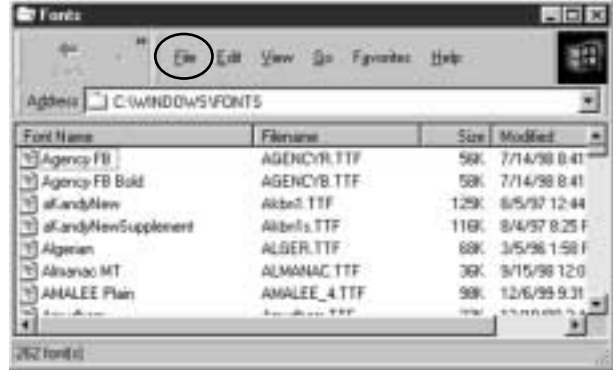 Fonts
File Edit View Go Favorites Help
Address C:\WINDOWS\FONTS
Font Name Filename Size Modified
Agency FB AGENCYR.TTF 56K 7/14/98 8:41
Agency FB Bold AGENCYB.TTF 58K 7/14/98 8:41
aKandyNew Akbn1.TTF 129K 8/5/97 12:44
aKandyNewSupplement Akbn1s.TTF 116K 8/4/97 8:25 F
Algerian ALGER.TTF 68K 3/5/96 1:58 F
Almanac MT ALMANAC.TTF 36K 9/15/98 12:0
AMALEE Plain AMALEE_4.TTF 98K 12/6/99 9:31
262 font(s)